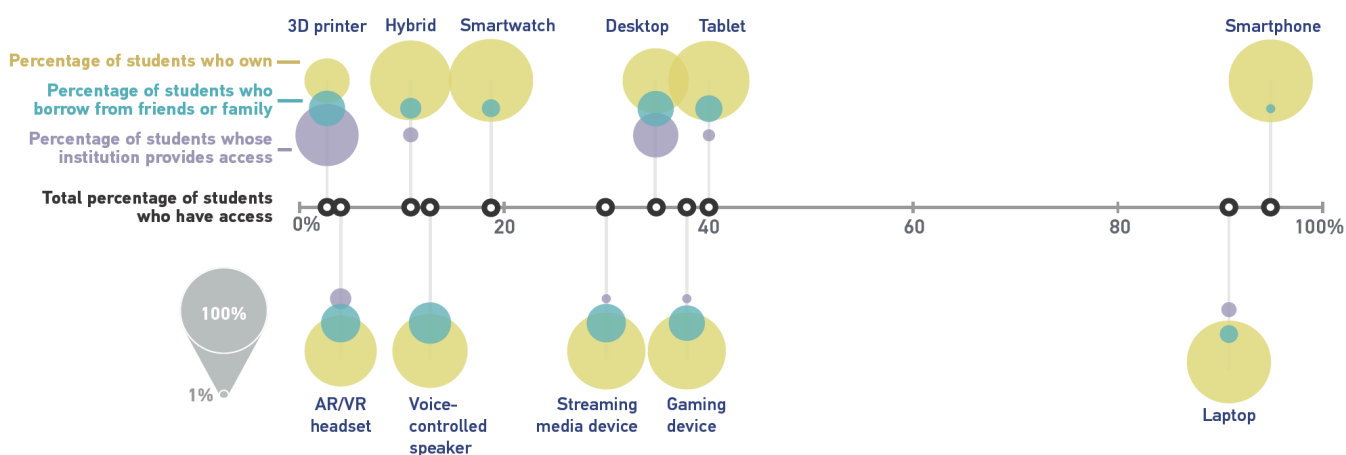 3D printer
Hybrid
Smartwatch
Desktop
Tablet
Smartphone
Percentage of students who own
Percentage of students who
borrow from friends or family
Percentage of students whose
institution provides access
Total percentage of students
who have access
0%
20
40
60
80
100%
100%
1%
AR/VR
headset
Voice-
controlled
speaker
Streaming
media device
Gaming
device
Laptop